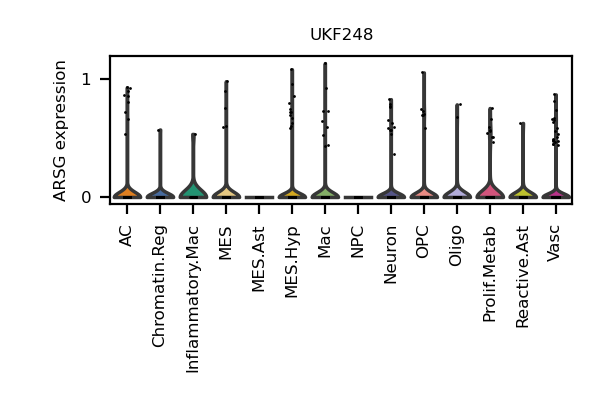 UKF248
ARSG expression
1
0
AC
Chromatin.Reg
Inflammatory.Mac
MES
MES.Ast
MES.Hyp
Mac
NPC
Neuron
OPC
Oligo
Prolif.Metab
Reactive.Ast
Vasc